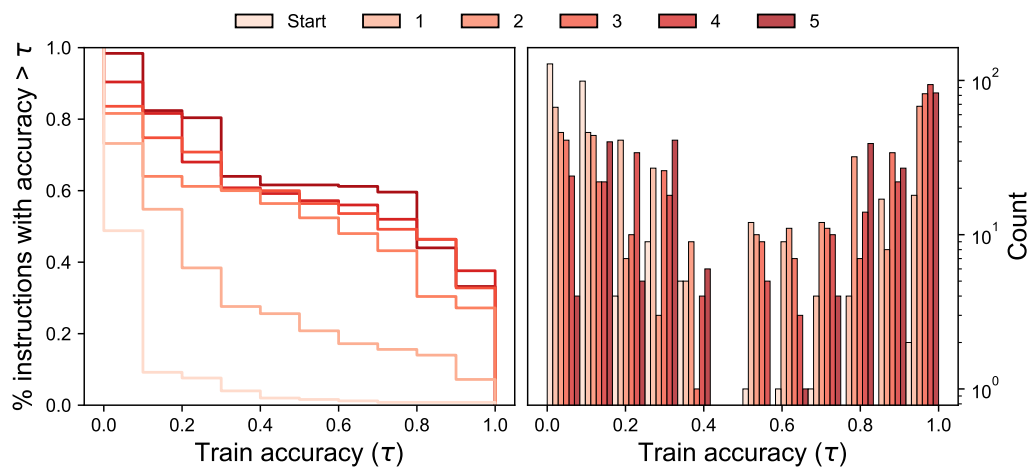 Start 1 2 3 4 5
% instructions with accuracy > τ
1.0
0.8
0.6
0.4
0.2
0.0
0.0 0.2 0.4 0.6 0.8 1.0
Train accuracy (τ)
10²
10¹
10⁰
Count
0.0 0.2 0.4 0.6 0.8 1.0
Train accuracy (τ)